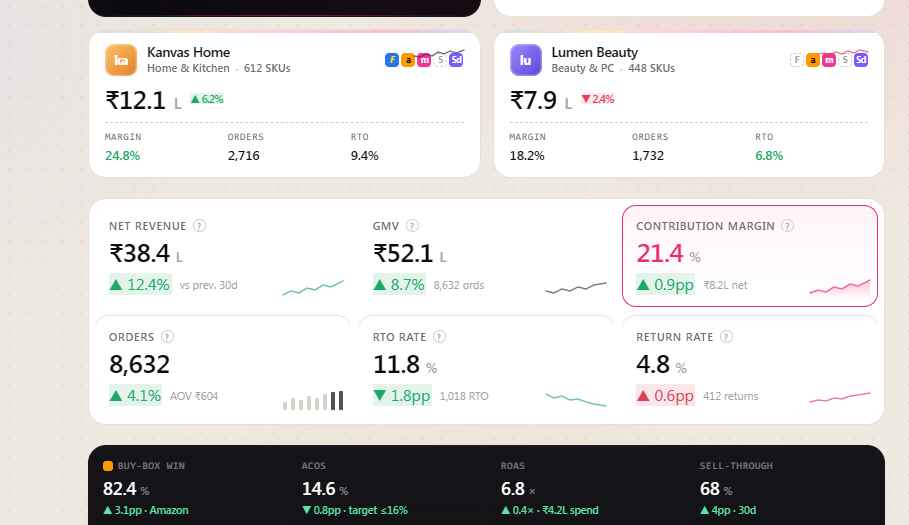 ka Kanvas Home F a m S Sd
Home & Kitchen · 612 SKUs
₹12.1 L ▲ 6.2%
MARGIN ORDERS RTO
24.8% 2,716 9.4%
lu Lumen Beauty F a m S Sd
Beauty & PC · 448 SKUs
₹7.9 L ▼ 2.4%
MARGIN ORDERS RTO
18.2% 1,732 6.8%
NET REVENUE ? GMV ? CONTRIBUTION MARGIN ?
₹38.4 L ₹52.1 L 21.4 %
▲ 12.4% vs prev. 30d ▲ 8.7% 8,632 ords ▲ 0.9pp ₹8.2L net
ORDERS ? RTO RATE ? RETURN RATE ?
8,632 11.8 % 4.8 %
▲ 4.1% AOV ₹604 ▼ 1.8pp 1,018 RTO ▲ 0.6pp 412 returns
BUY-BOX WIN ACOS ROAS SELL-THROUGH
82.4 % 14.6 % 6.8 × 68 %
▲ 3.1pp · Amazon ▼ 0.8pp · target ≤16% ▲ 0.4× · ₹4.2L spend ▲ 4pp · 30d